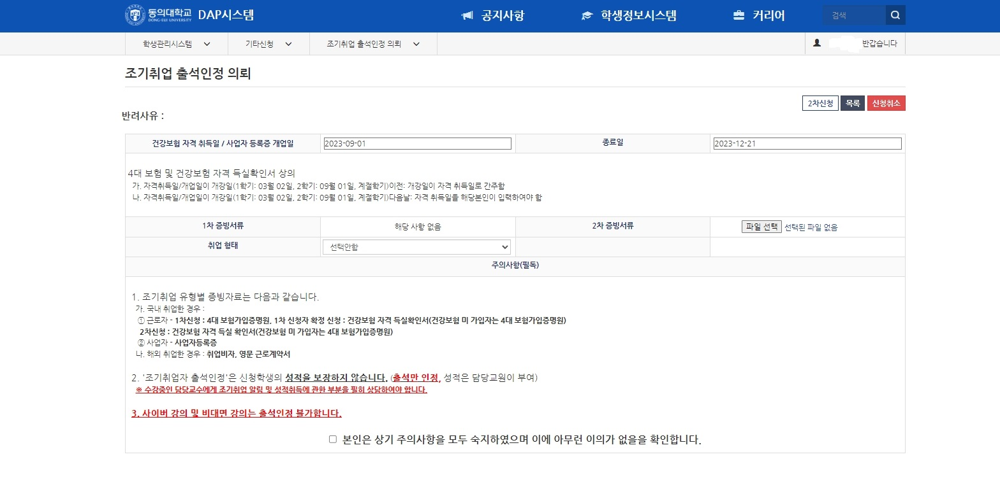 동의대학교
DONG-EUI UNIVERSITY
DAP시스템
공지사항
학생정보시스템
커리어
검색
학생관리시스템
기타신청
조기취업 출석인정 의뢰
반갑습니다
조기취업 출석인정 의뢰
2차신청
목록
신청취소
반려사유 :
건강보험 자격 취득일 / 사업자 등록증 개업일
2023-09-01
종료일
2023-12-21
4대 보험 및 건강보험 자격 득실확인서 상의
가. 자격취득일/개업일이 개강일(1학기: 03월 02일, 2학기: 09월 01일, 계절학기)이전: 개강일이 자격 취득일로 간주함
나. 자격취득일/개업일이 개강일(1학기: 03월 02일, 2학기: 09월 01일, 계절학기)다음날: 자격 취득일을 해당본인이 입력하여야 함
1차 증빙서류
해당 사항 없음
2차 증빙서류
파일 선택 선택된 파일 없음
취업 형태
선택안함
주의사항(필독)
1. 조기취업 유형별 증빙자료는 다음과 같습니다.
가. 국내 취업한 경우 :
① 근로자 - 1차신청 : 4대 보험가입증명원, 1차 신청자 확정 신청 : 건강보험 자격 득실확인서(건강보험 미 가입자는 4대 보험가입증명원)
2차신청 : 건강보험 자격 득실 확인서(건강보험 미 가입자는 4대 보험가입증명원)
② 사업자 - 사업자등록증
나. 해외 취업한 경우 : 취업비자, 영문 근로계약서
2. '조기취업자 출석인정'은 신청학생의 성적을 보장하지 않습니다. (출석만 인정, 성적은 담당교원이 부여)
※ 수강중인 담당교수에게 조기취업 알림 및 성적취득에 관한 부분을 필히 상담하여야 합니다.
3. 사이버 강의 및 비대면 강의는 출석인정 불가합니다.
본인은 상기 주의사항을 모두 숙지하였으며 이에 아무런 이의가 없을을 확인합니다.